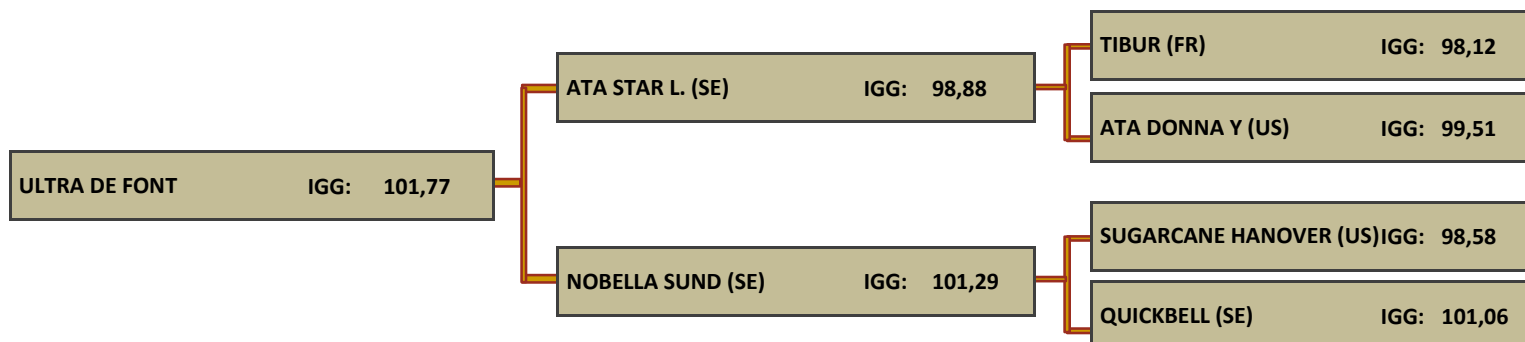 TIBUR (FR) IGG: 98,12
ATA STAR L. (SE) IGG: 98,88
ATA DONNA Y (US) IGG: 99,51
ULTRA DE FONT IGG: 101,77
SUGARCANE HANOVER (US) IGG: 98,58
NOBELLA SUND (SE) IGG: 101,29
QUICKBELL (SE) IGG: 101,06